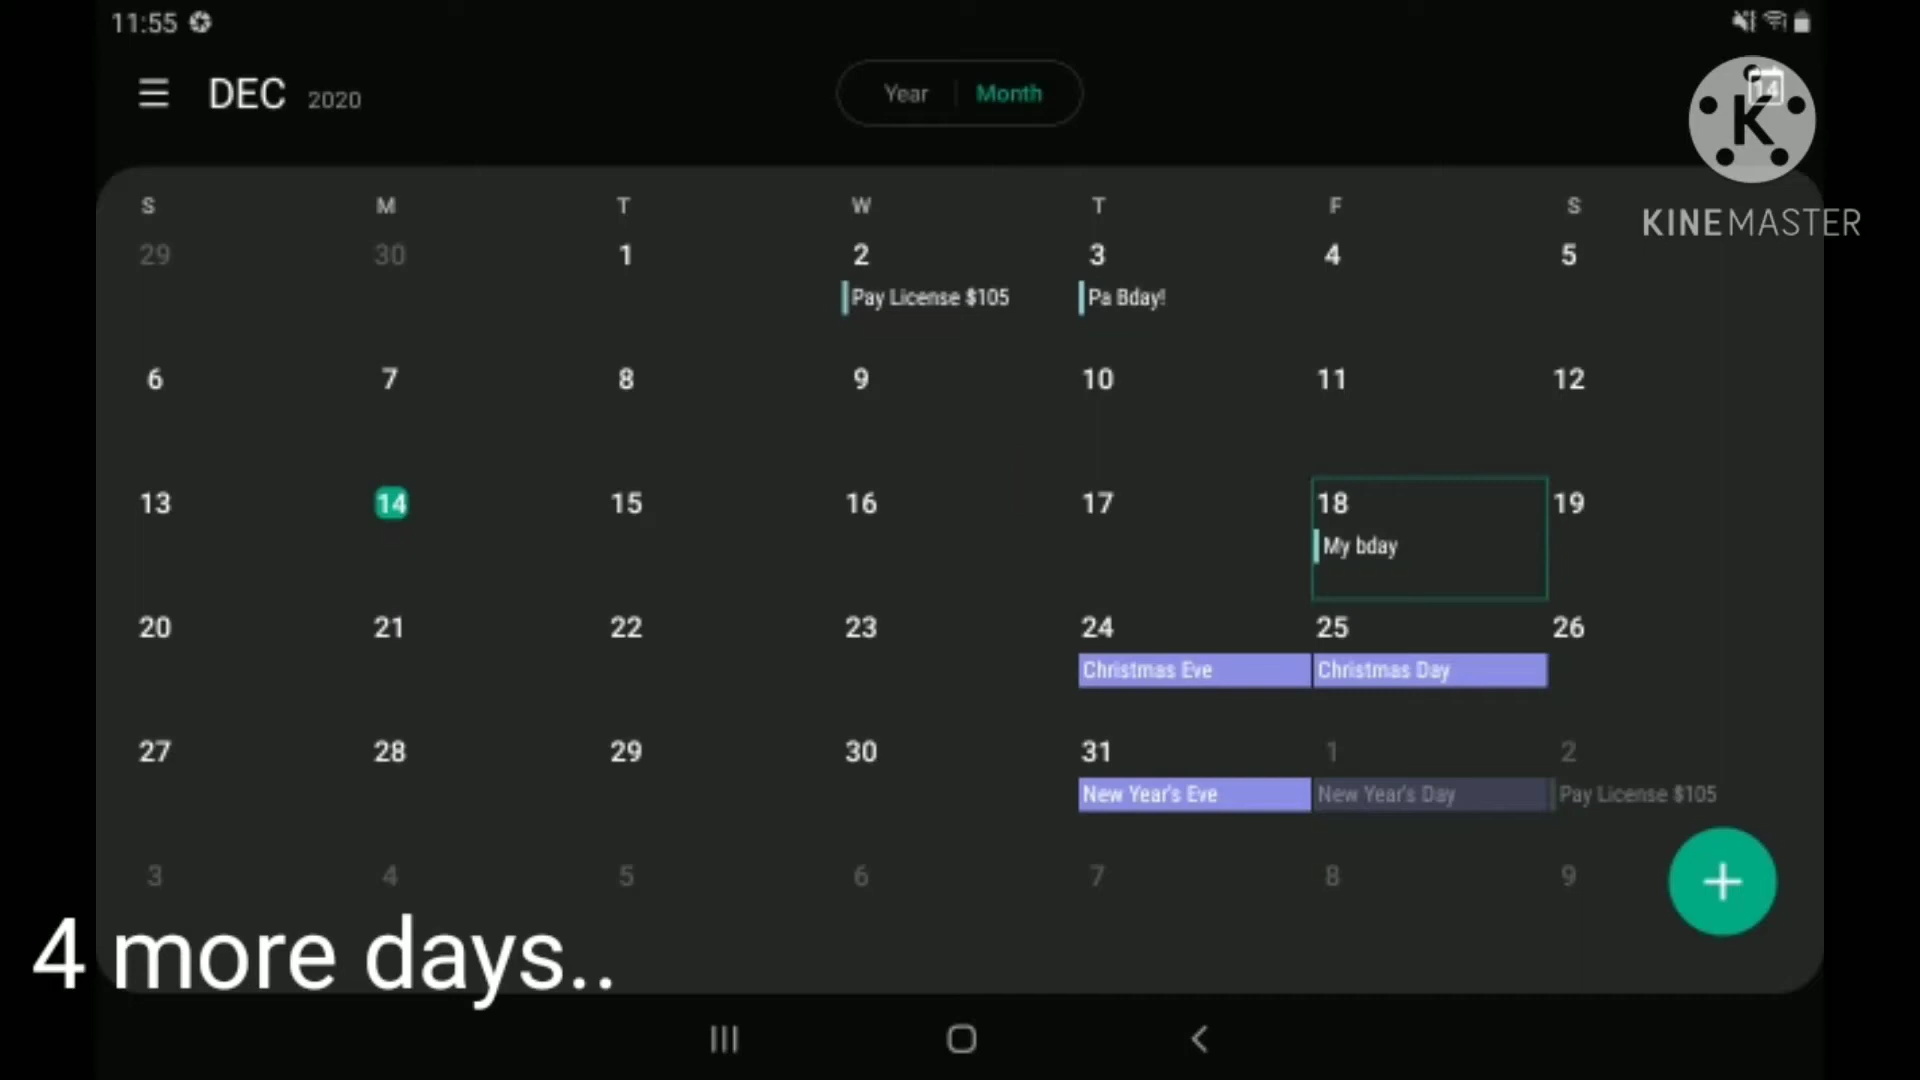 11:55
DEC 2020
Year Month
14
K
KINEMASTER
S M T W T F S
29 30 1 2 3 4 5
Pay License $105 Pa Bday!
6 7 8 9 10 11 12
13 14 15 16 17 18 19
My bday
20 21 22 23 24 25 26
Christmas Eve Christmas Day
27 28 29 30 31 1 2
New Year's Eve New Year's Day Pay License $105
3 4 5 6 7 8 9
4 more days..